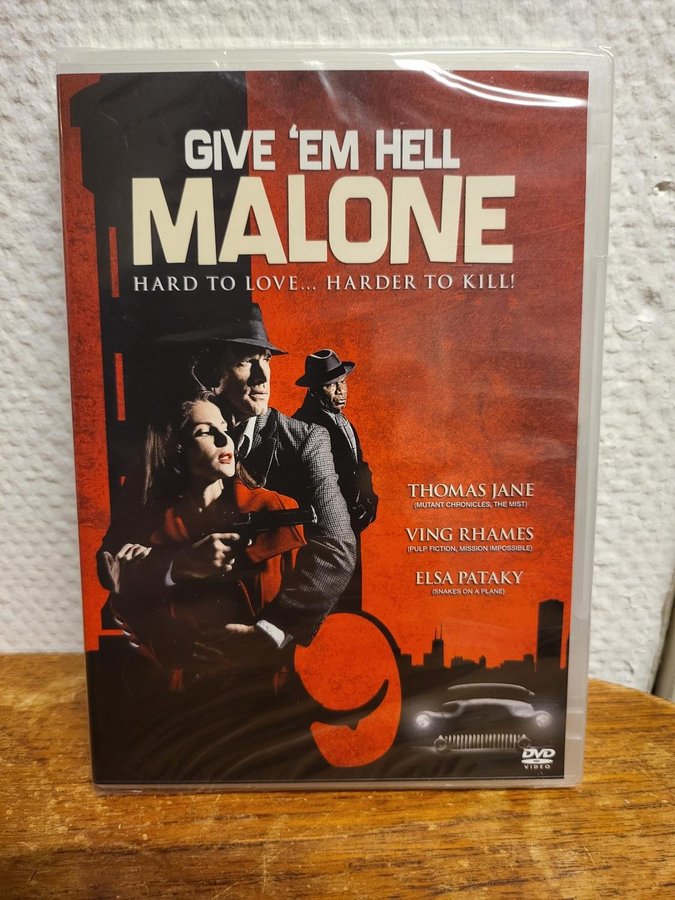 GIVE 'EM HELL
MALONE
HARD TO LOVE... HARDER TO KILL!
THOMAS JANE
(MUTANT CHRONICLES, THE MIST)
VING RHAMES
(PULP FICTION, MISSION IMPOSSIBLE)
ELSA PATAKY
(SNAKES ON A PLANE)
9
DVD
VIDEO